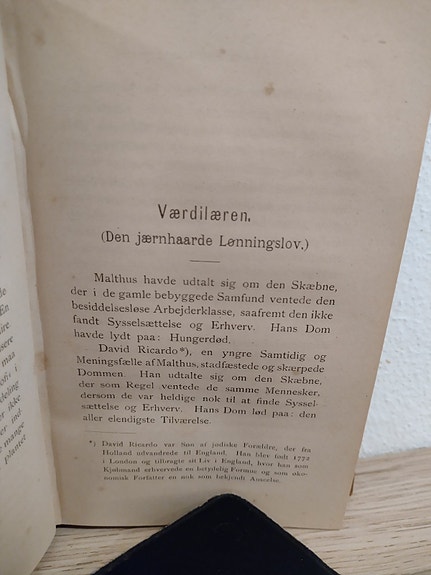 Værdilæren.
(Den jærnhaarde Lønningslov.)
Malthus havde udtalt sig om den Skæbne,
der i de gamle bebyggede Samfund ventede den
besiddelsesløse Arbejderklasse, saafremt den ikke
fandt Sysselsættelse og Erhverv. Hans Dom
havde lydt paa: Hungerdød.
David Ricardo*), en yngre Samtidig og
Meningsfælle af Malthus, stadfæstede og skærpede
Dommen. Han udtalte sig om den Skæbne,
der som Regel ventede de samme Mennesker,
dersom de var heldige nok til at finde Syssel-
sættelse og Erhverv. Hans Dom lød paa: den
aller elendigste Tilværelse.
*) David Ricardo var Søn af jødiske Forældre, der fra
Holland udvandrede til England. Han blev født 1772
i London og tilbragte sit Liv i England, hvor han som
Kjøbmand erhvervede en betydelig Formue og som øko-
nomisk Forfatter en nok som bekjendt Anseelse.